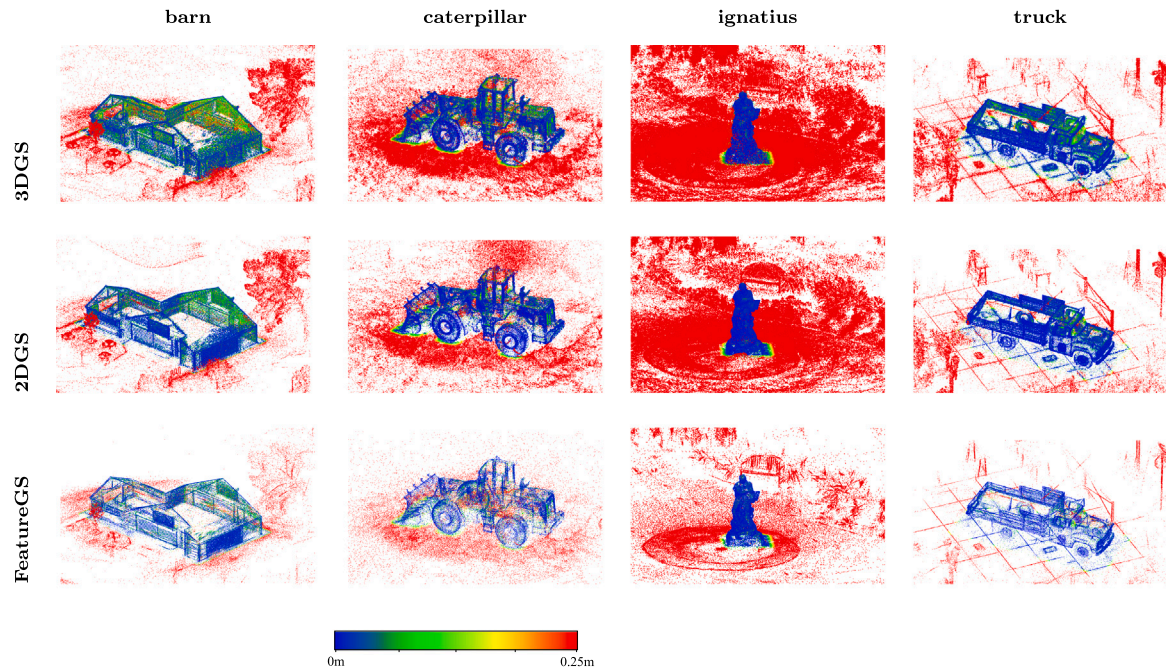 barn caterpillar ignatius truck
3DGS
2DGS
FeatureGS
0m 0.25m